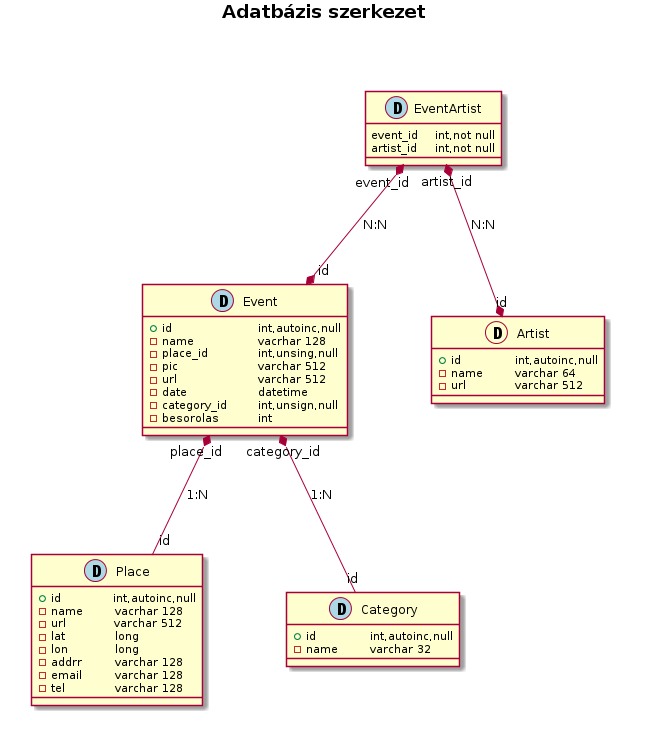 Adatbázis szerkezet
D EventArtist
event_id int,not null
artist_id int,not null
event_id artist_id
N:N N:N
id
id
D Event
id int,autoinc,null
name vacrhar 128
place_id int,unsing,null
pic varchar 512
url varchar 512
date datetime
category_id int,unsign,null
besorolas int
D Artist
id int,autoinc,null
name varchar 64
url varchar 512
place_id category_id
1:N 1:N
id
id
D Place
id int,autoinc,null
name vacrhar 128
url varchar 512
lat long
lon long
addrr varchar 128
email varchar 128
tel varchar 128
D Category
id int,autoinc,null
name varchar 32